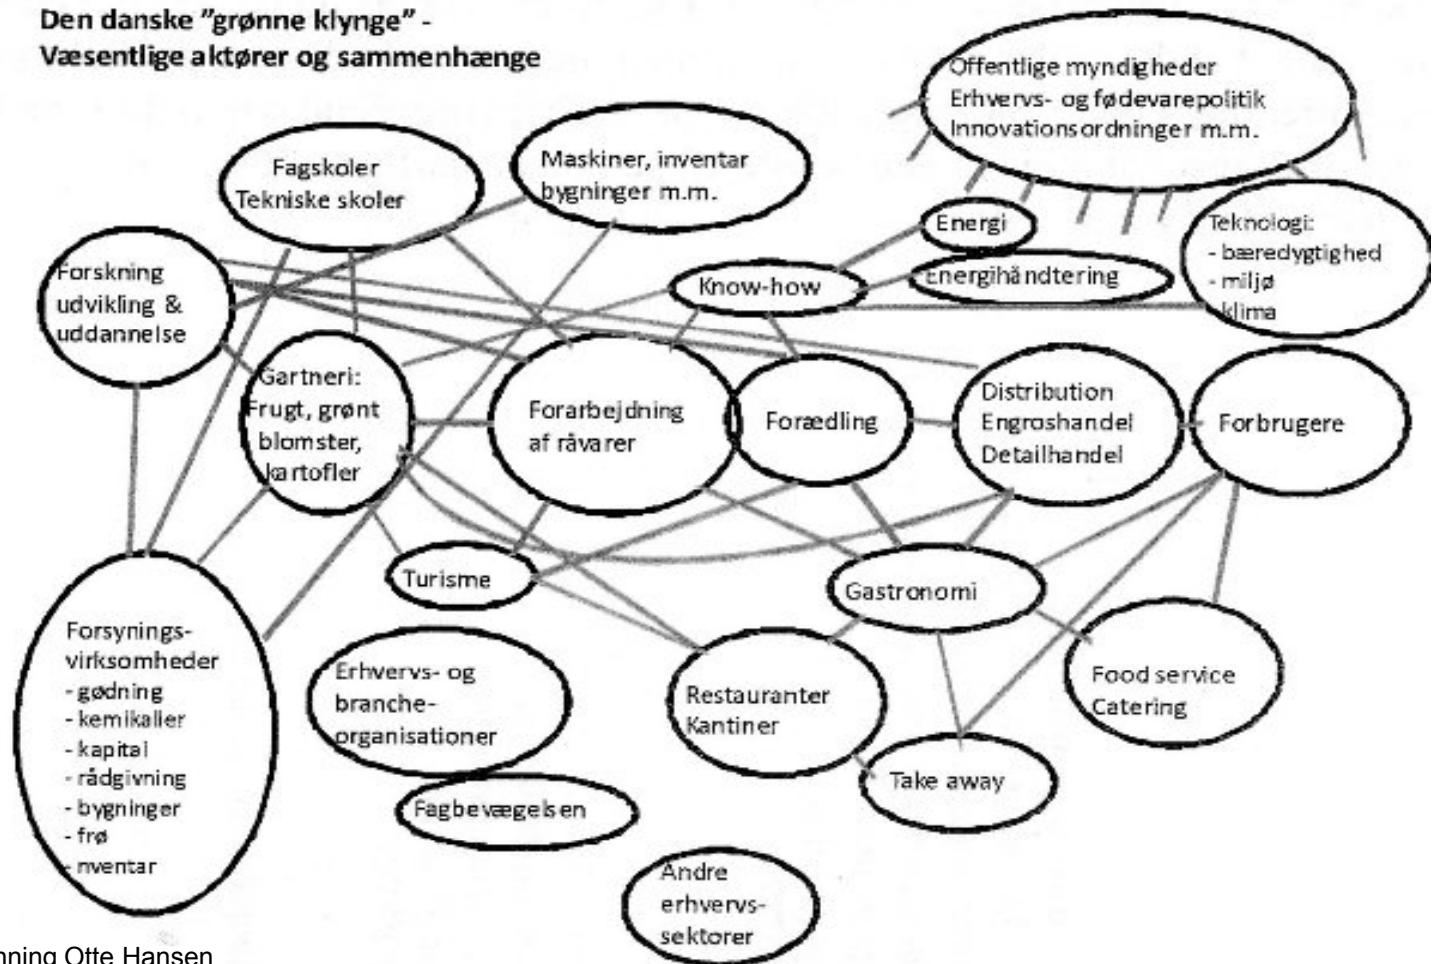 Den danske ”grønne klynge” -
Væsentlige aktører og sammenhænge
Offentlige myndigheder
Erhvervs- og fødevarepolitik
Innovationsordninger m.m.
Fagskoler
Tekniske skoler
Maskiner, inventar
bygninger m.m.
Energi
Teknologi:
- bæredygtighed
- miljø
- klima
Forskning
udvikling &
uddannelse
Know-how
Energihåndtering
Gartneri:
Frugt, grønt
blomster,
kartofler
Forarbejdning
af råvarer
Forædling
Distribution
Engroshandel
Detailhandel
Forbrugere
Turisme
Gastronomi
Forsynings-
virksomheder
- gødning
- kemikalier
- kapital
- rådgivning
- bygninger
- frø
- nventar
Erhvervs- og
branche-
organisationer
Restauranter
Kantiner
Food service
Catering
Take away
Fagbevægelsen
Andre
erhvervs-
sektorer
nning Otte Hansen